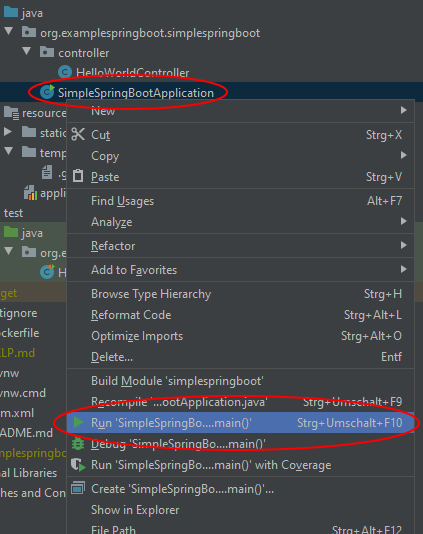 java
org.examplespringboot.simplespringboot
controller
HelloWorldController
SimpleSpringBootApplication
resource
static
temp
.g
appli
test
java
org.e
H
get
tignore
ckerfile
LP.md
vnw
vnw.cmd
m.xml
ADME.md
mplespringbo
nal Libraries
hes and Con
New
Cut Strg+X
Copy
Paste Strg+V
Find Usages Alt+F7
Analyze
Refactor
Add to Favorites
Browse Type Hierarchy Strg+H
Reformat Code Strg+Alt+L
Optimize Imports Strg+Alt+O
Delete... Entf
Build Module 'simplespringboot'
Recompile '...ootApplication.java' Strg+Umschalt+F9
Run 'SimpleSpringBo....main()' Strg+Umschalt+F10
Debug 'SimpleSpringBo....main()'
Run 'SimpleSpringBo....main()' with Coverage
Create 'SimpleSpringBo....main()'...
Show in Explorer
File Path Strg+Alt+F12